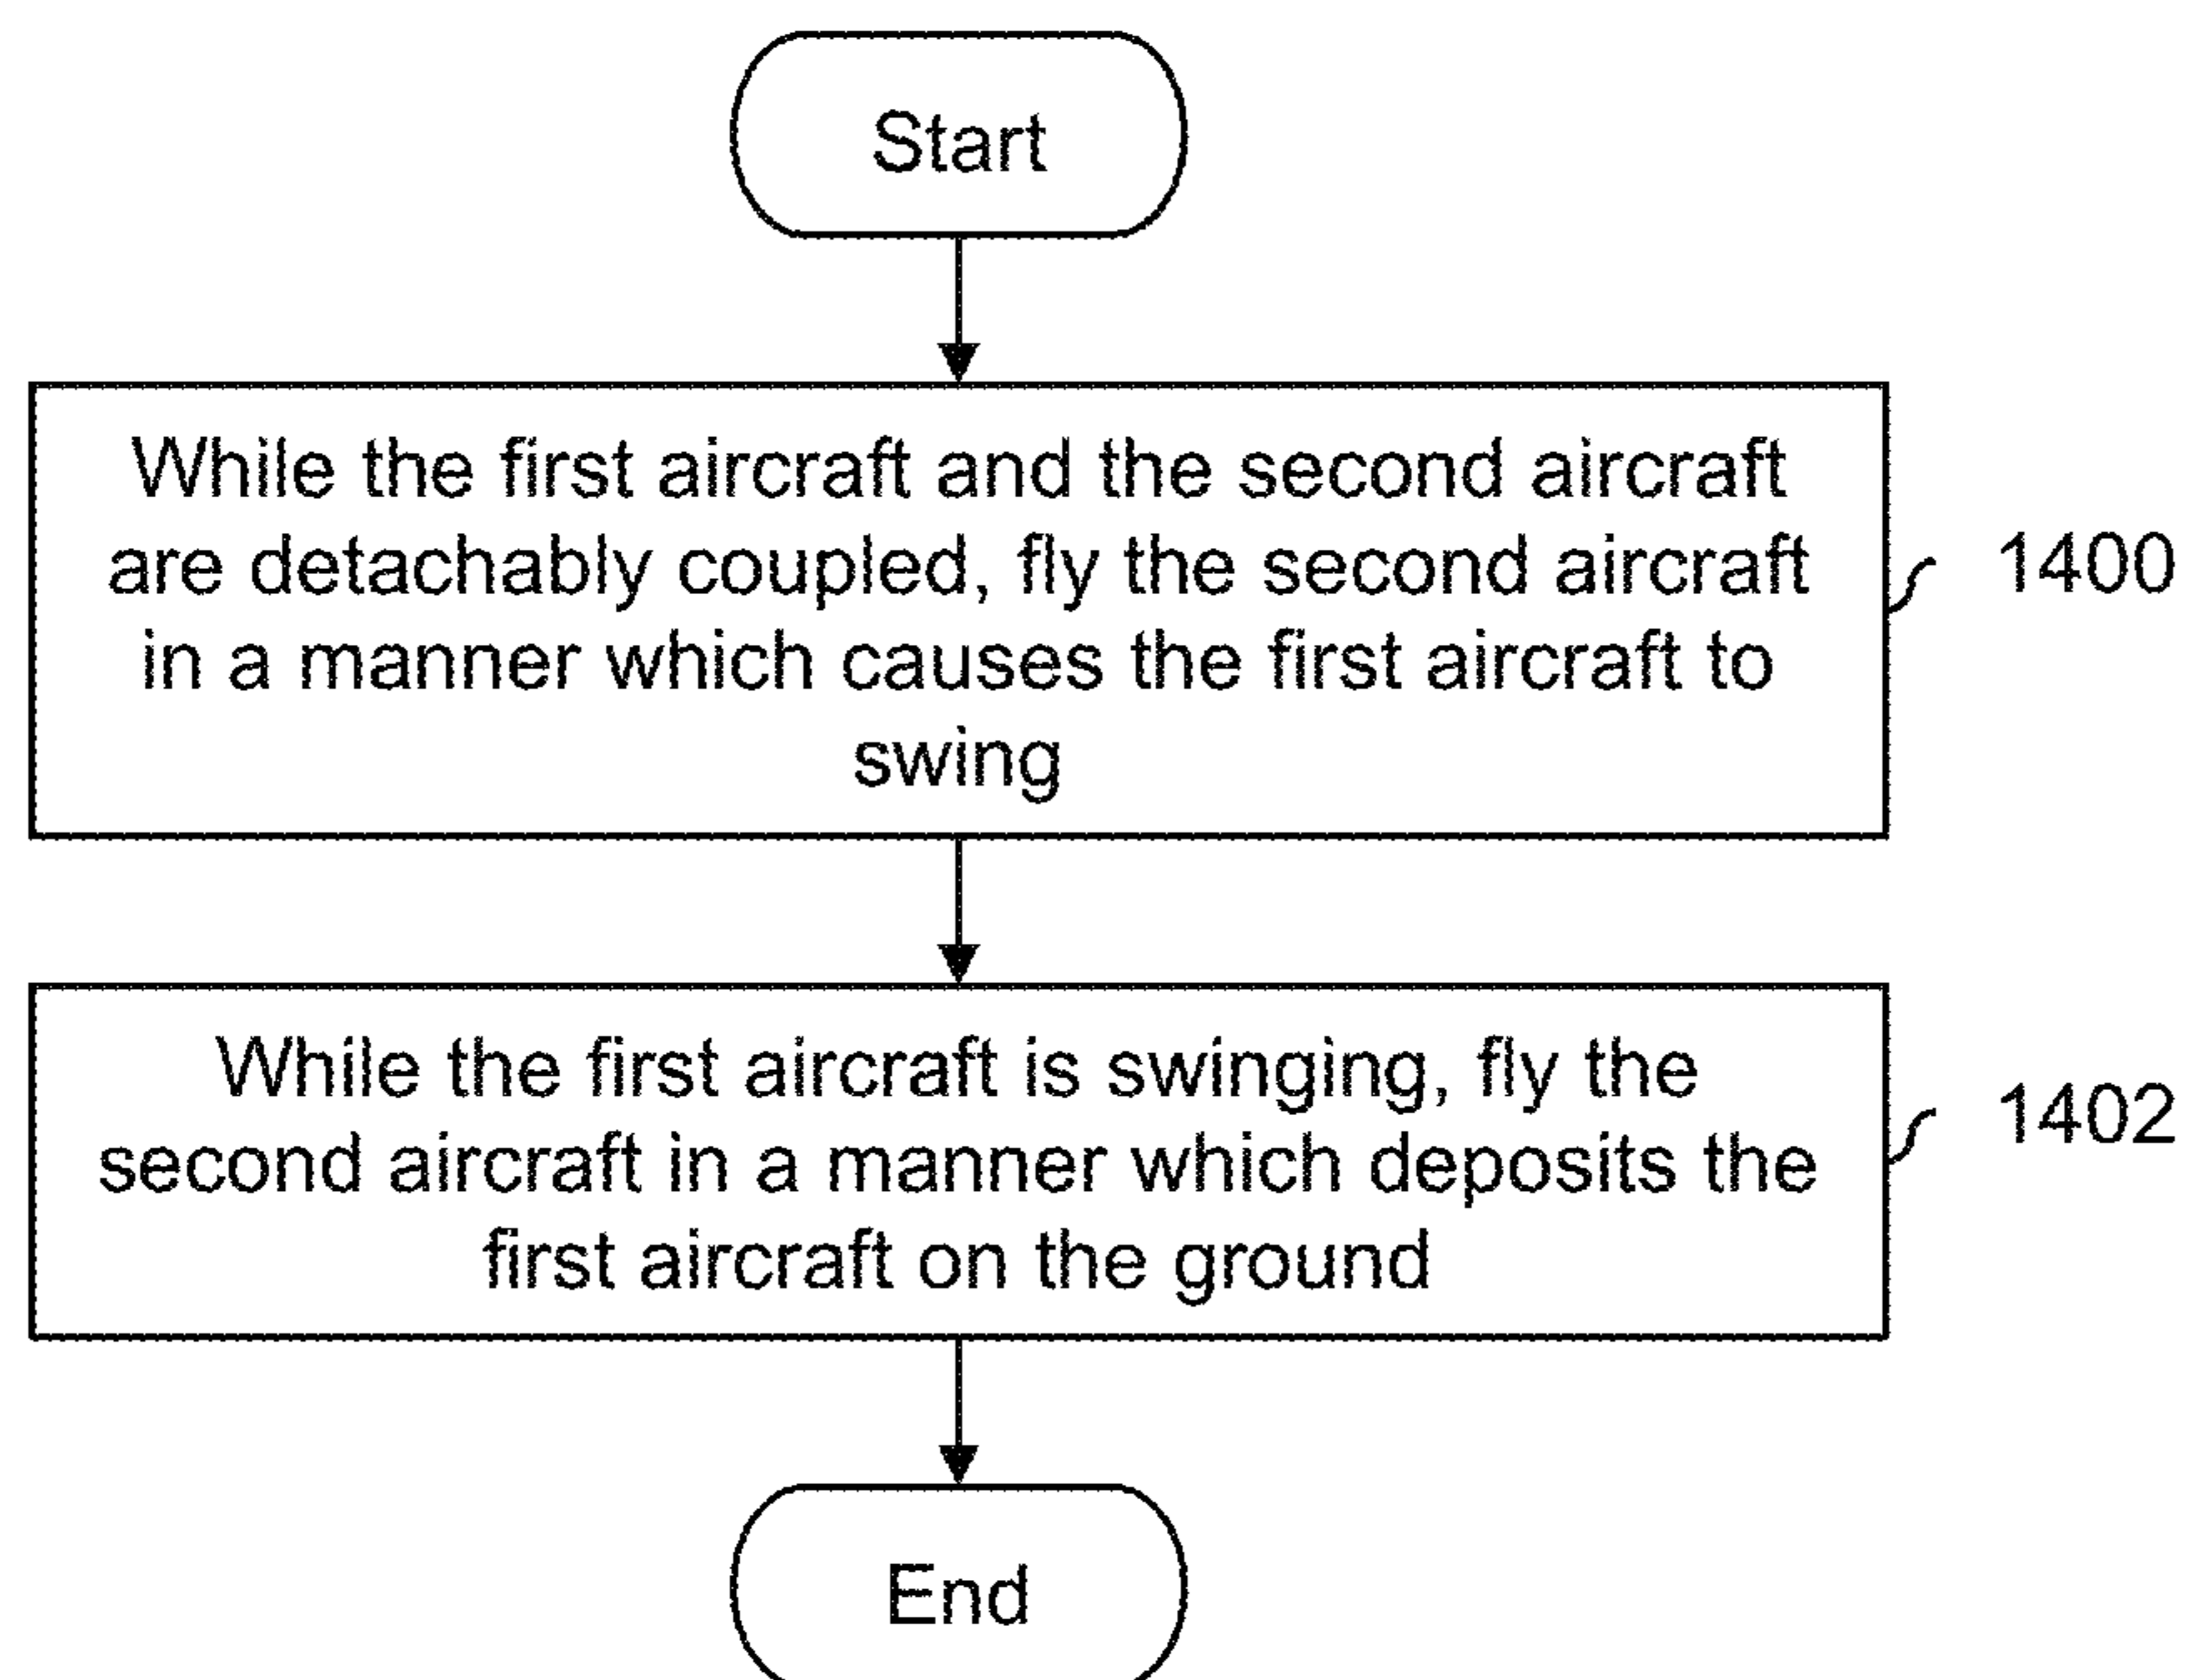 Start
While the first aircraft and the second aircraft
are detachably coupled, fly the second aircraft
in a manner which causes the first aircraft to
swing
1400
While the first aircraft is swinging, fly the
second aircraft in a manner which deposits the
first aircraft on the ground
1402
End